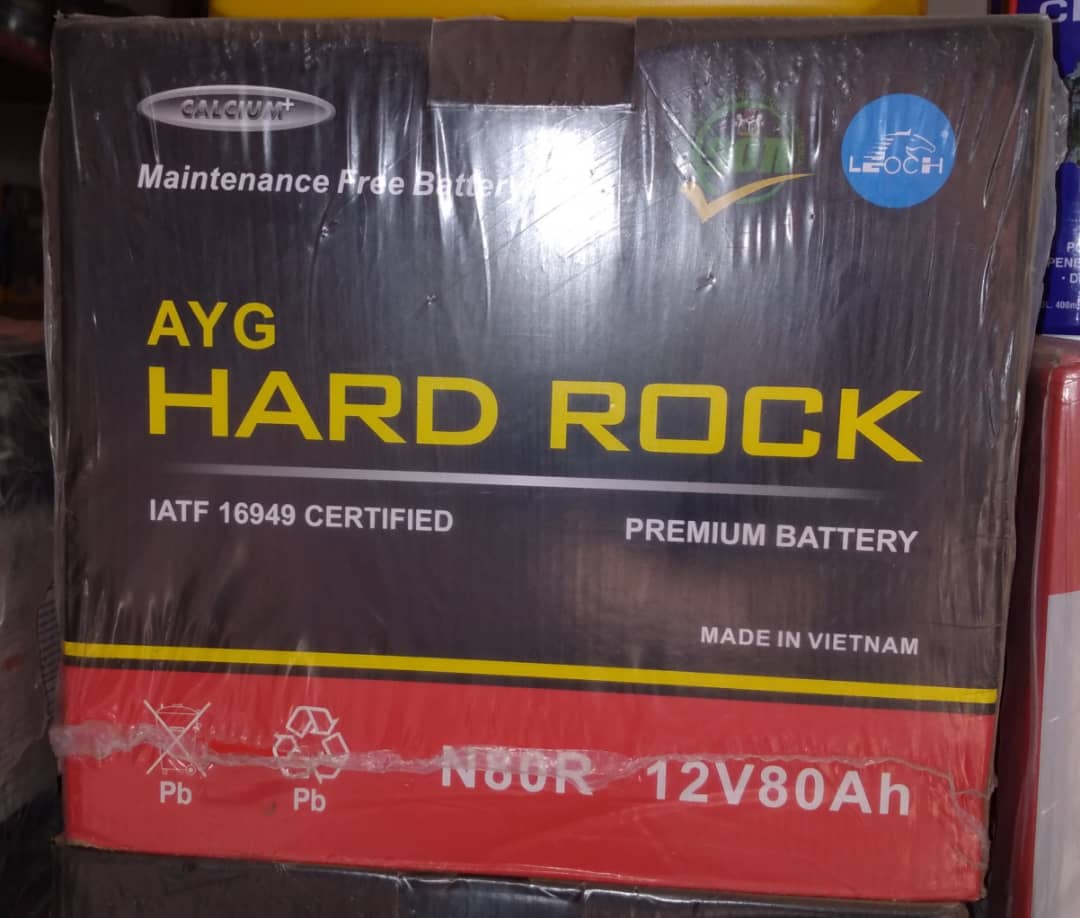 CALCIUM+
Maintenance Free Battery
LEOCH®
AYG
HARD ROCK
IATF 16949 CERTIFIED
PREMIUM BATTERY
MADE IN VIETNAM
Pb
Pb
N80R 12V80Ah